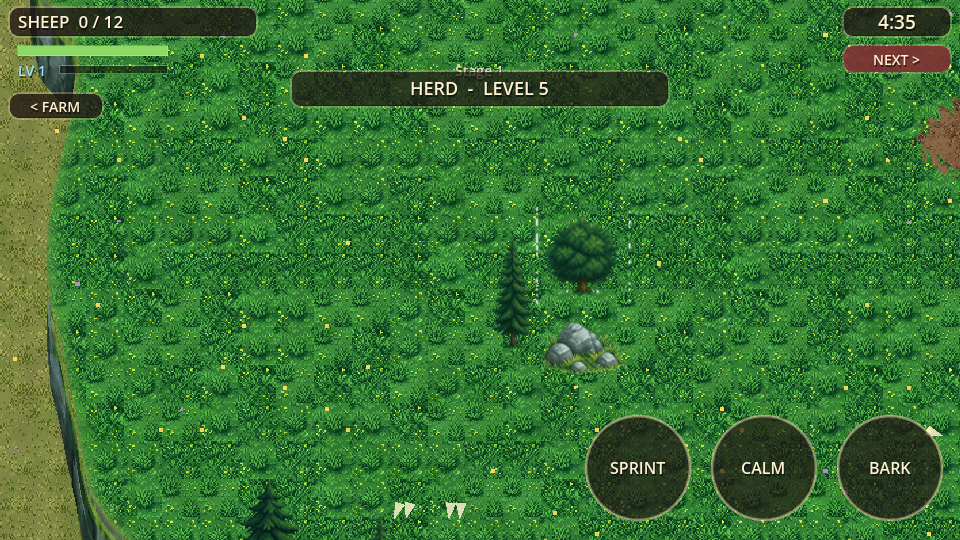 SHEEP 0 / 12
4:35
LV 1
NEXT >
Stage 1
HERD - LEVEL 5
< FARM
SPRINT
CALM
BARK